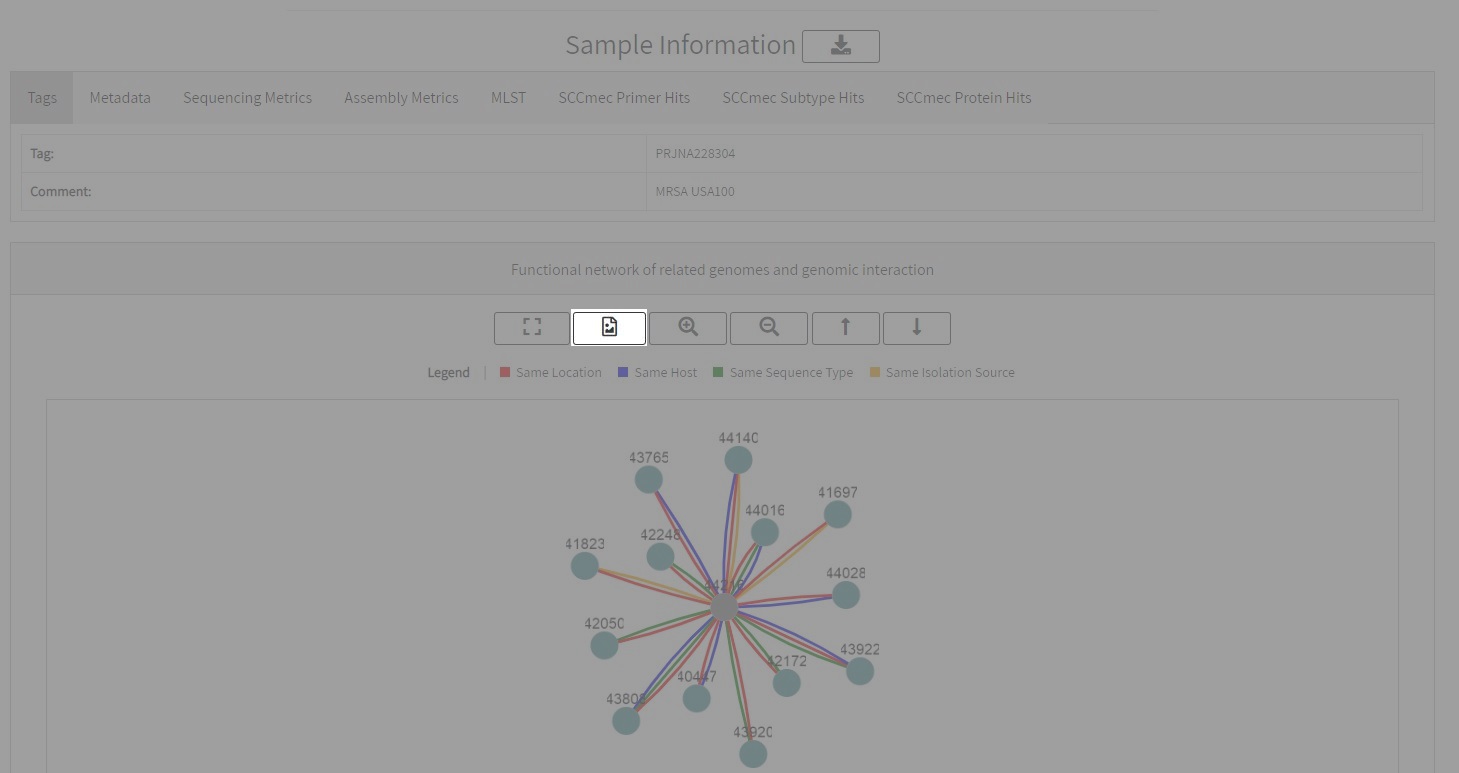 Sample Information
Tags Metadata Sequencing Metrics Assembly Metrics MLST SCCmec Primer Hits SCCmec Subtype Hits SCCmec Protein Hits
Tag: PRJNA228304
Comment: MRSA USA100
Functional network of related genomes and genomic interaction
Legend | Same Location Same Host Same Sequence Type Same Isolation Source
44140
43765
41697
44016
42248
41823
44028
42050
43922
42172
40447
43920